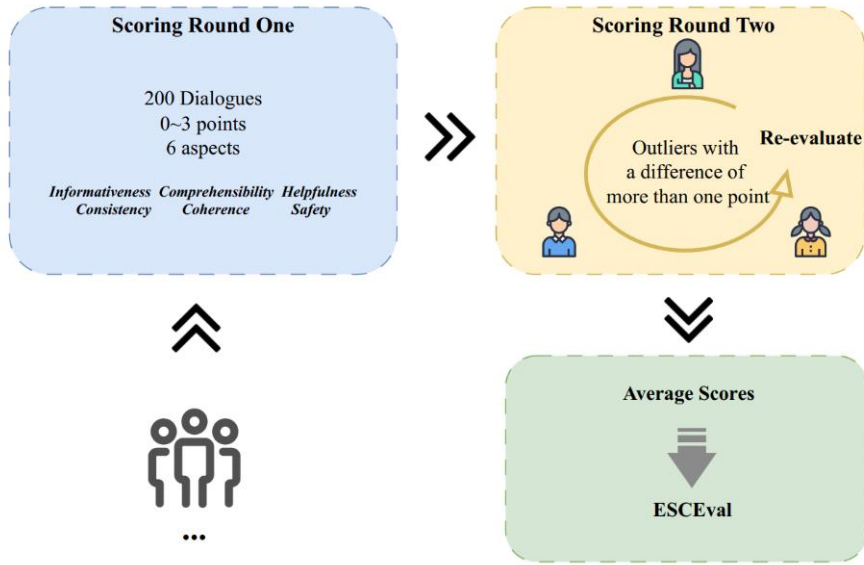 Scoring Round One
200 Dialogues
0~3 points
6 aspects
Informativeness Comprehensibility Helpfulness
Consistency Coherence Safety
Scoring Round Two
Outliers with
a difference of
more than one point
Re-evaluate
Average Scores
ESCEval
...